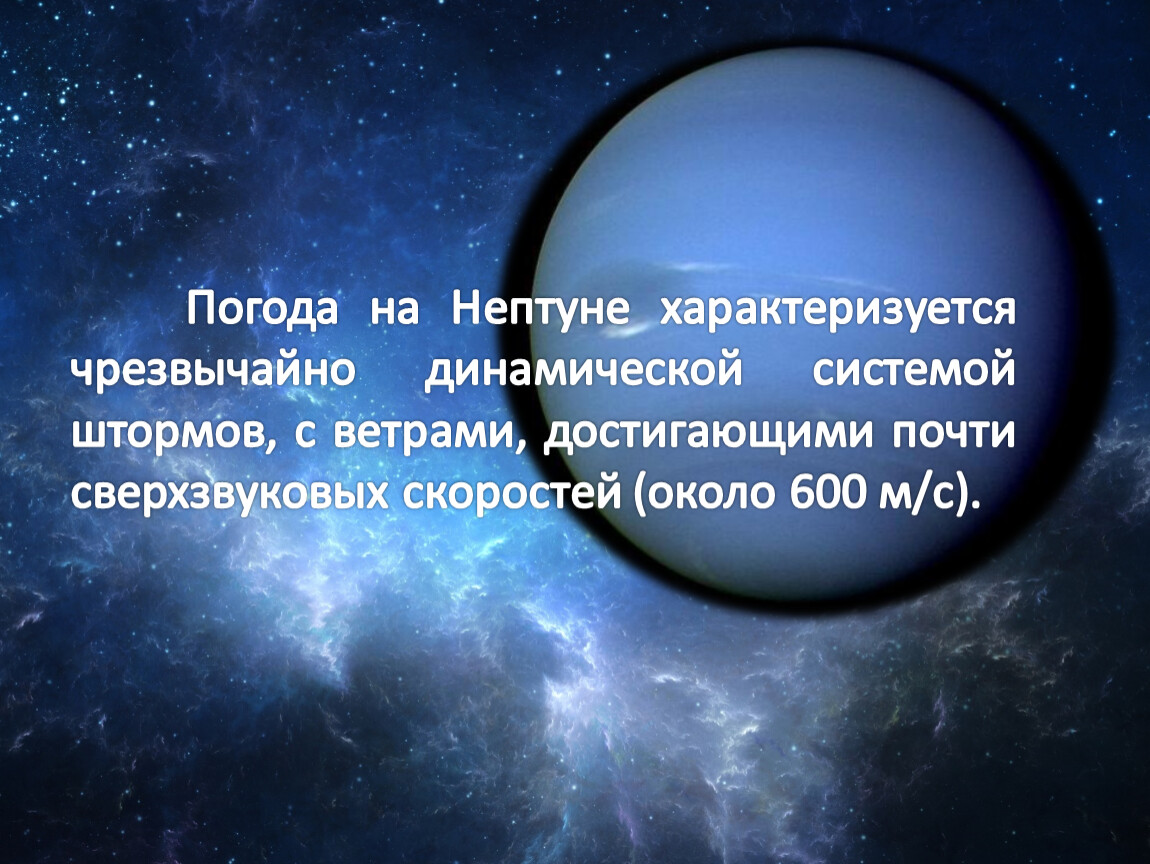 Погода на Нептуне характеризуется
чрезвычайно динамической системой
штормов, с ветрами, достигающими почти
сверхзвуковых скоростей (около 600 м/с).